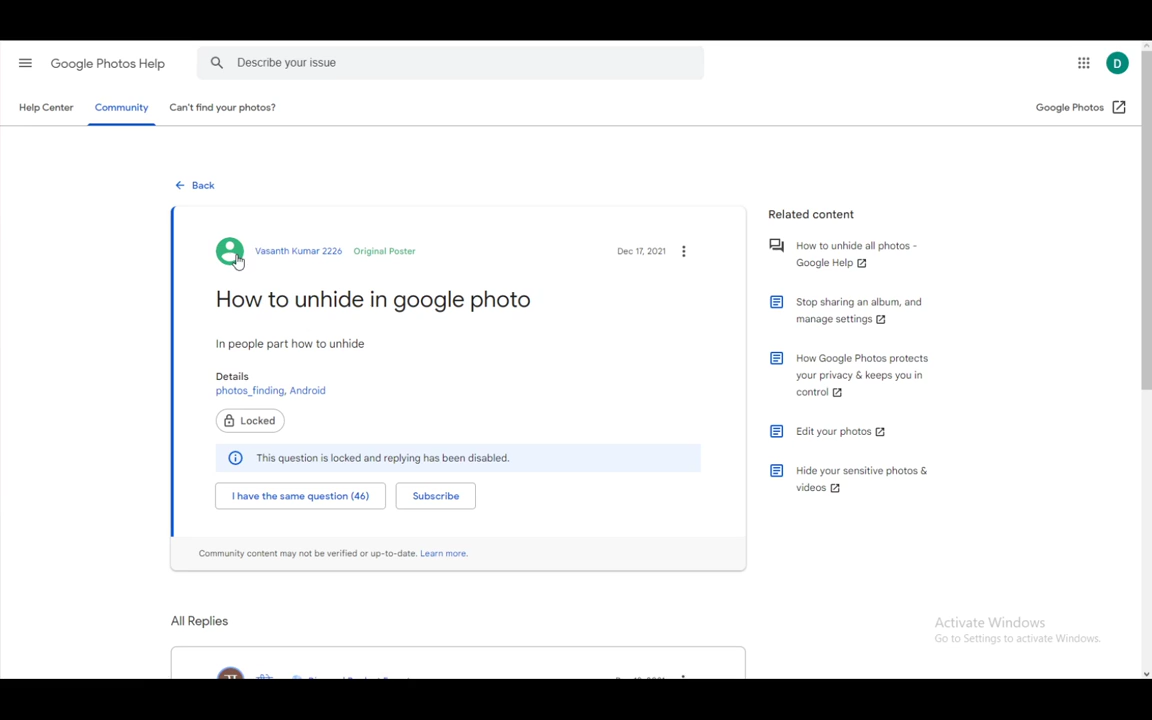 Google Photos Help
Describe your issue
D
Help Center
Community
Can't find your photos?
Google Photos
Back
Vasanth Kumar 2226 Original Poster
Dec 17, 2021
How to unhide in google photo
In people part how to unhide
Details
photos_finding, Android
Locked
This question is locked and replying has been disabled.
I have the same question (46)
Subscribe
Community content may not be verified or up-to-date. Learn more.
All Replies
Related content
How to unhide all photos -
Google Help
Stop sharing an album, and
manage settings
How Google Photos protects
your privacy & keeps you in
control
Edit your photos
Hide your sensitive photos &
videos
Activate Windows
Go to Settings to activate Windows.